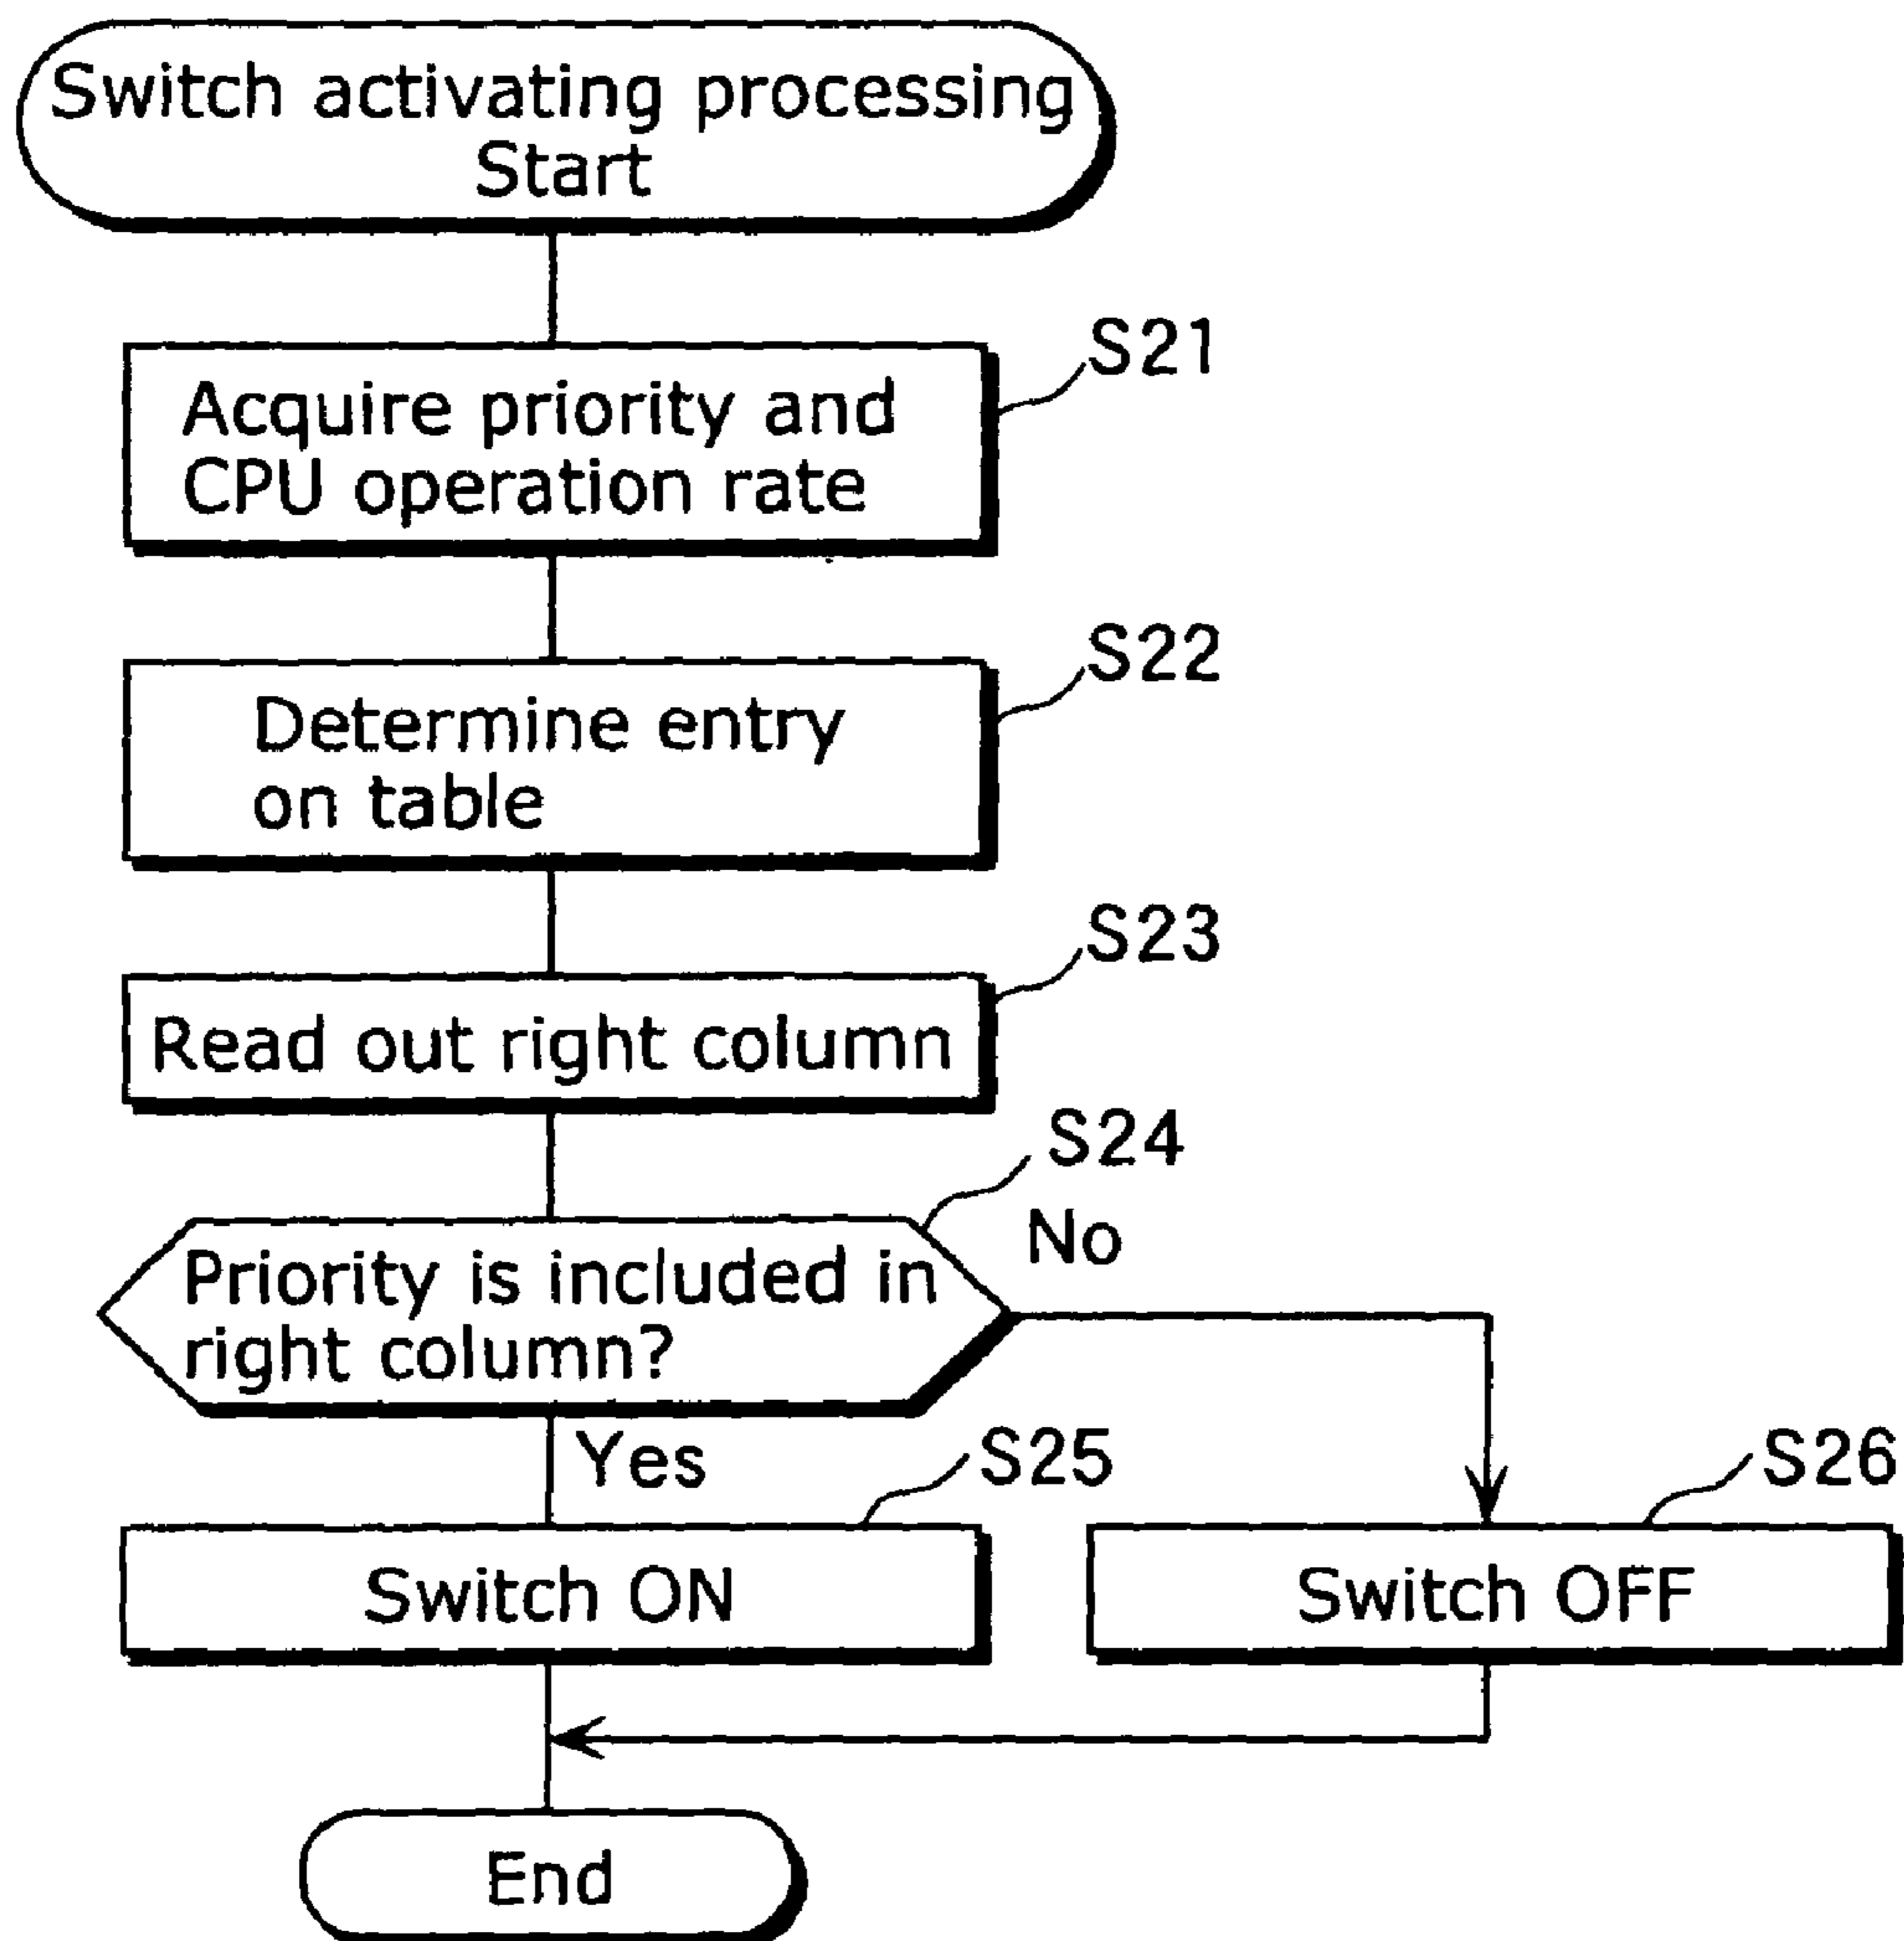 Switch activating processing
Start
S21
Acquire priority and
CPU operation rate
S22
Determine entry
on table
S23
Read out right column
S24
No
Priority is included in
right column?
Yes
S25
S26
Switch ON
Switch OFF
End